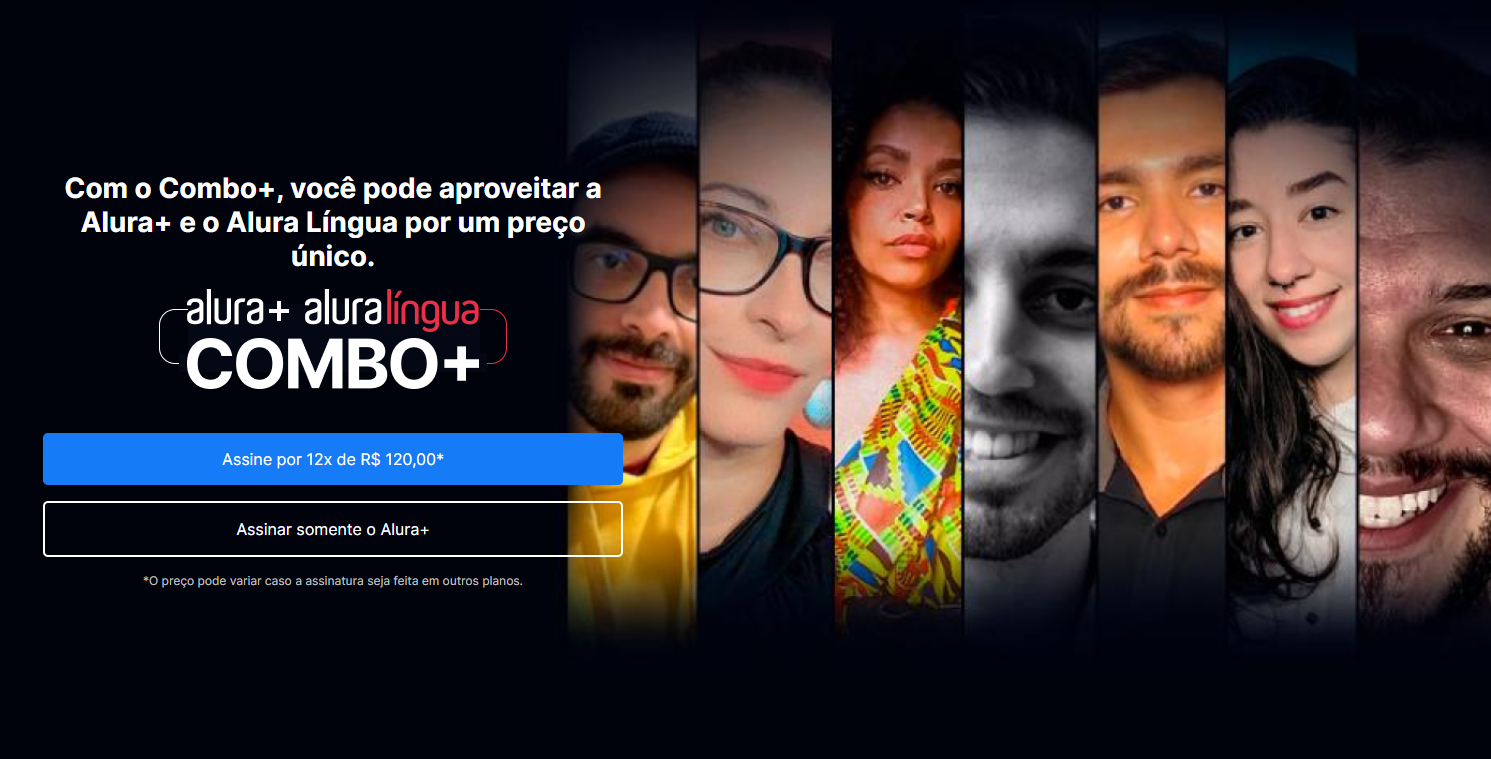 Com o Combo+, você pode aproveitar a
Alura+ e o Alura Língua por um preço
único.
alura+ aluralíngua
COMBO+
Assine por 12x de R$ 120,00*
Assinar somente o Alura+
*O preço pode variar caso a assinatura seja feita em outros planos.